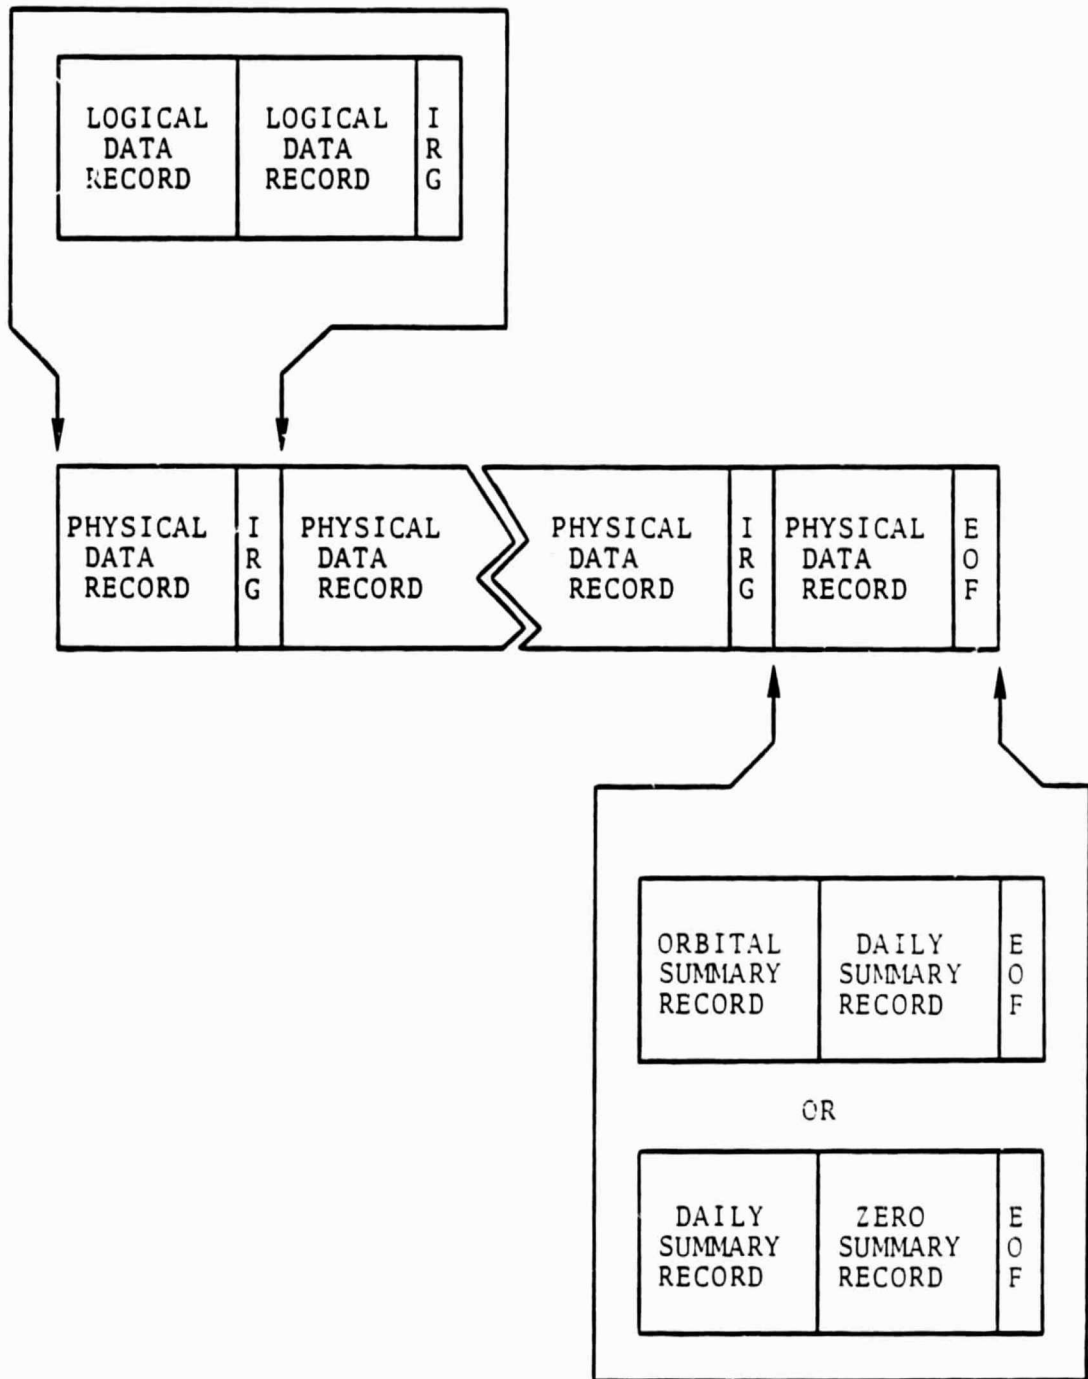 LOGICAL
DATA
RECORD
LOGICAL
DATA
RECORD
I
R
G
PHYSICAL
DATA
RECORD
I
R
G
PHYSICAL
DATA
RECORD
PHYSICAL
DATA
RECORD
I
R
G
PHYSICAL
DATA
RECORD
E
O
F
ORBITAL
SUMMARY
RECORD
DAILY
SUMMARY
RECORD
E
O
F
OR
DAILY
SUMMARY
RECORD
ZERO
SUMMARY
RECORD
E
O
F